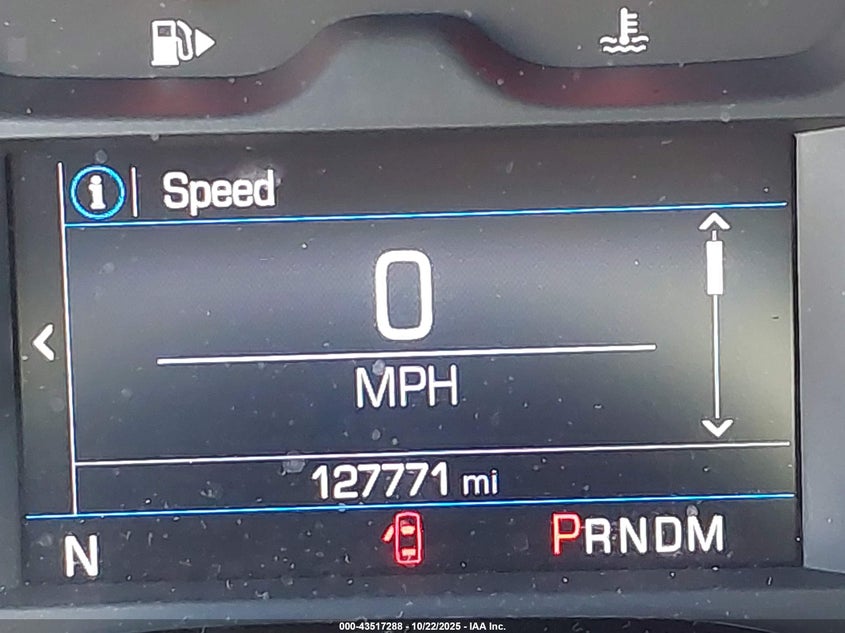 Speed
0
MPH
127771 mi
N
PRNDM
000-43517288 - 10/22/2025 - IAA Inc.